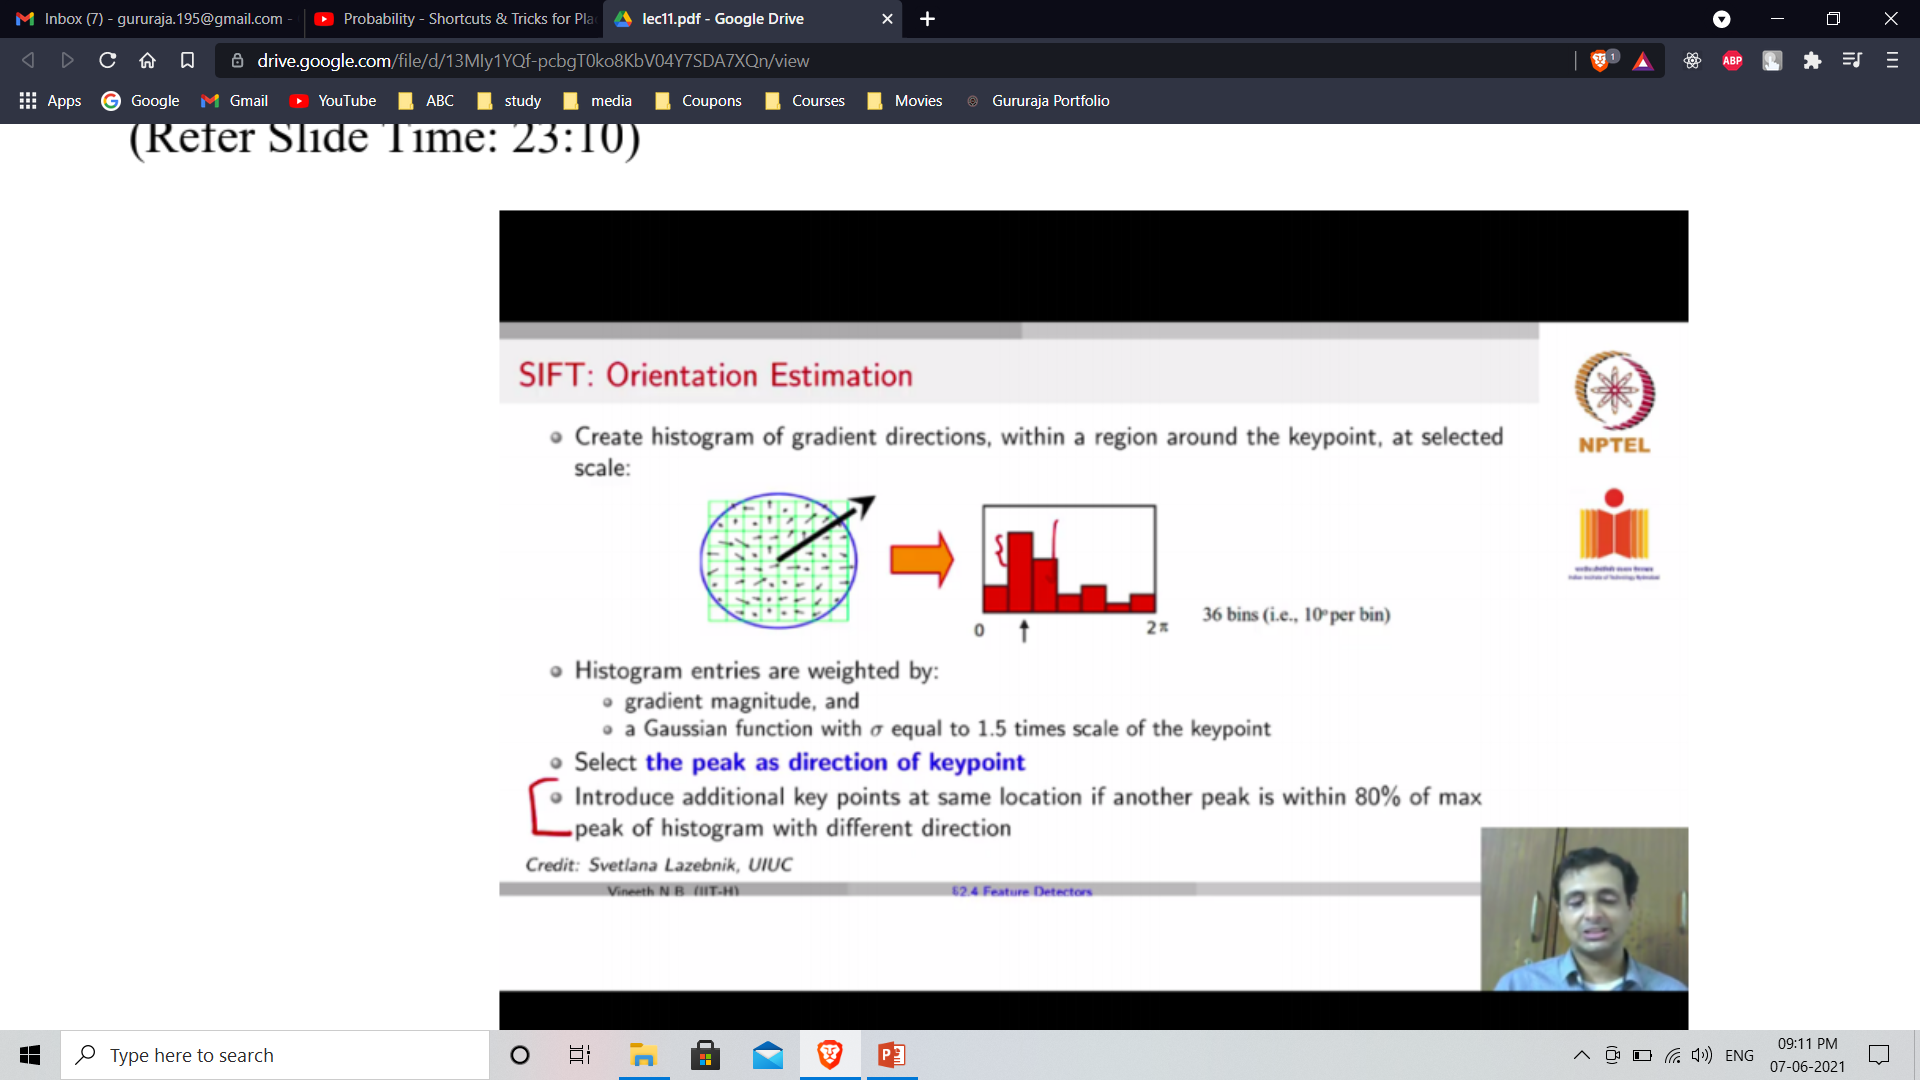 Inbox (7) - gururaja.195@gmail.com -
Probability - Shortcuts & Tricks for Pla
lec11.pdf - Google Drive
drive.google.com/file/d/13Mly1YQf-pcbgT0ko8KbV04Y7SDA7XQn/view
1
ABP
Apps
Google
Gmail
YouTube
ABC
study
media
Coupons
Courses
Movies
Gururaja Portfolio
(Refer Slide Time: 23:10)
SIFT: Orientation Estimation
Create histogram of gradient directions, within a region around the keypoint, at selected
scale:
0
2π
36 bins (i.e., 10° per bin)
Histogram entries are weighted by:
gradient magnitude, and
a Gaussian function with σ equal to 1.5 times scale of the keypoint
Select the peak as direction of keypoint
Introduce additional key points at same location if another peak is within 80% of max
peak of histogram with different direction
Credit: Svetlana Lazebnik, UIUC
Vineeth N B (IIT-H)
§2.4 Feature Detectors
NPTEL
Type here to search
ENG
09:11 PM
07-06-2021